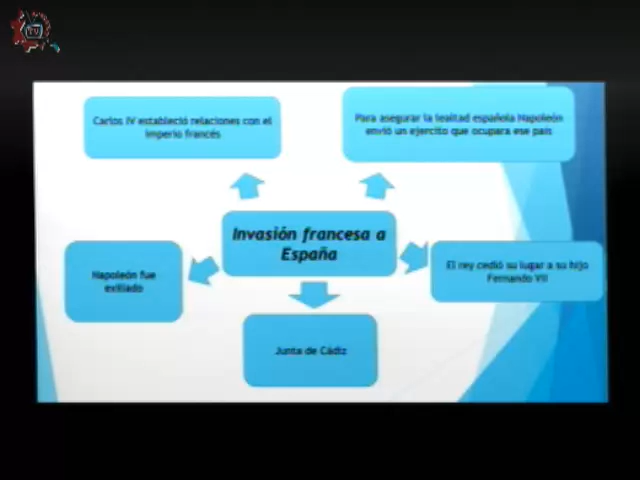 TV
Carlos IV estableció relaciones con el
imperio francés
Para asegurar la lealtad española Napoleón
envió un ejercito que ocupara ese país
Invasión francesa a
España
Napoleón fue
exiliado
El rey cedió su lugar a su hijo
Fernando VII
Junta de Cádiz